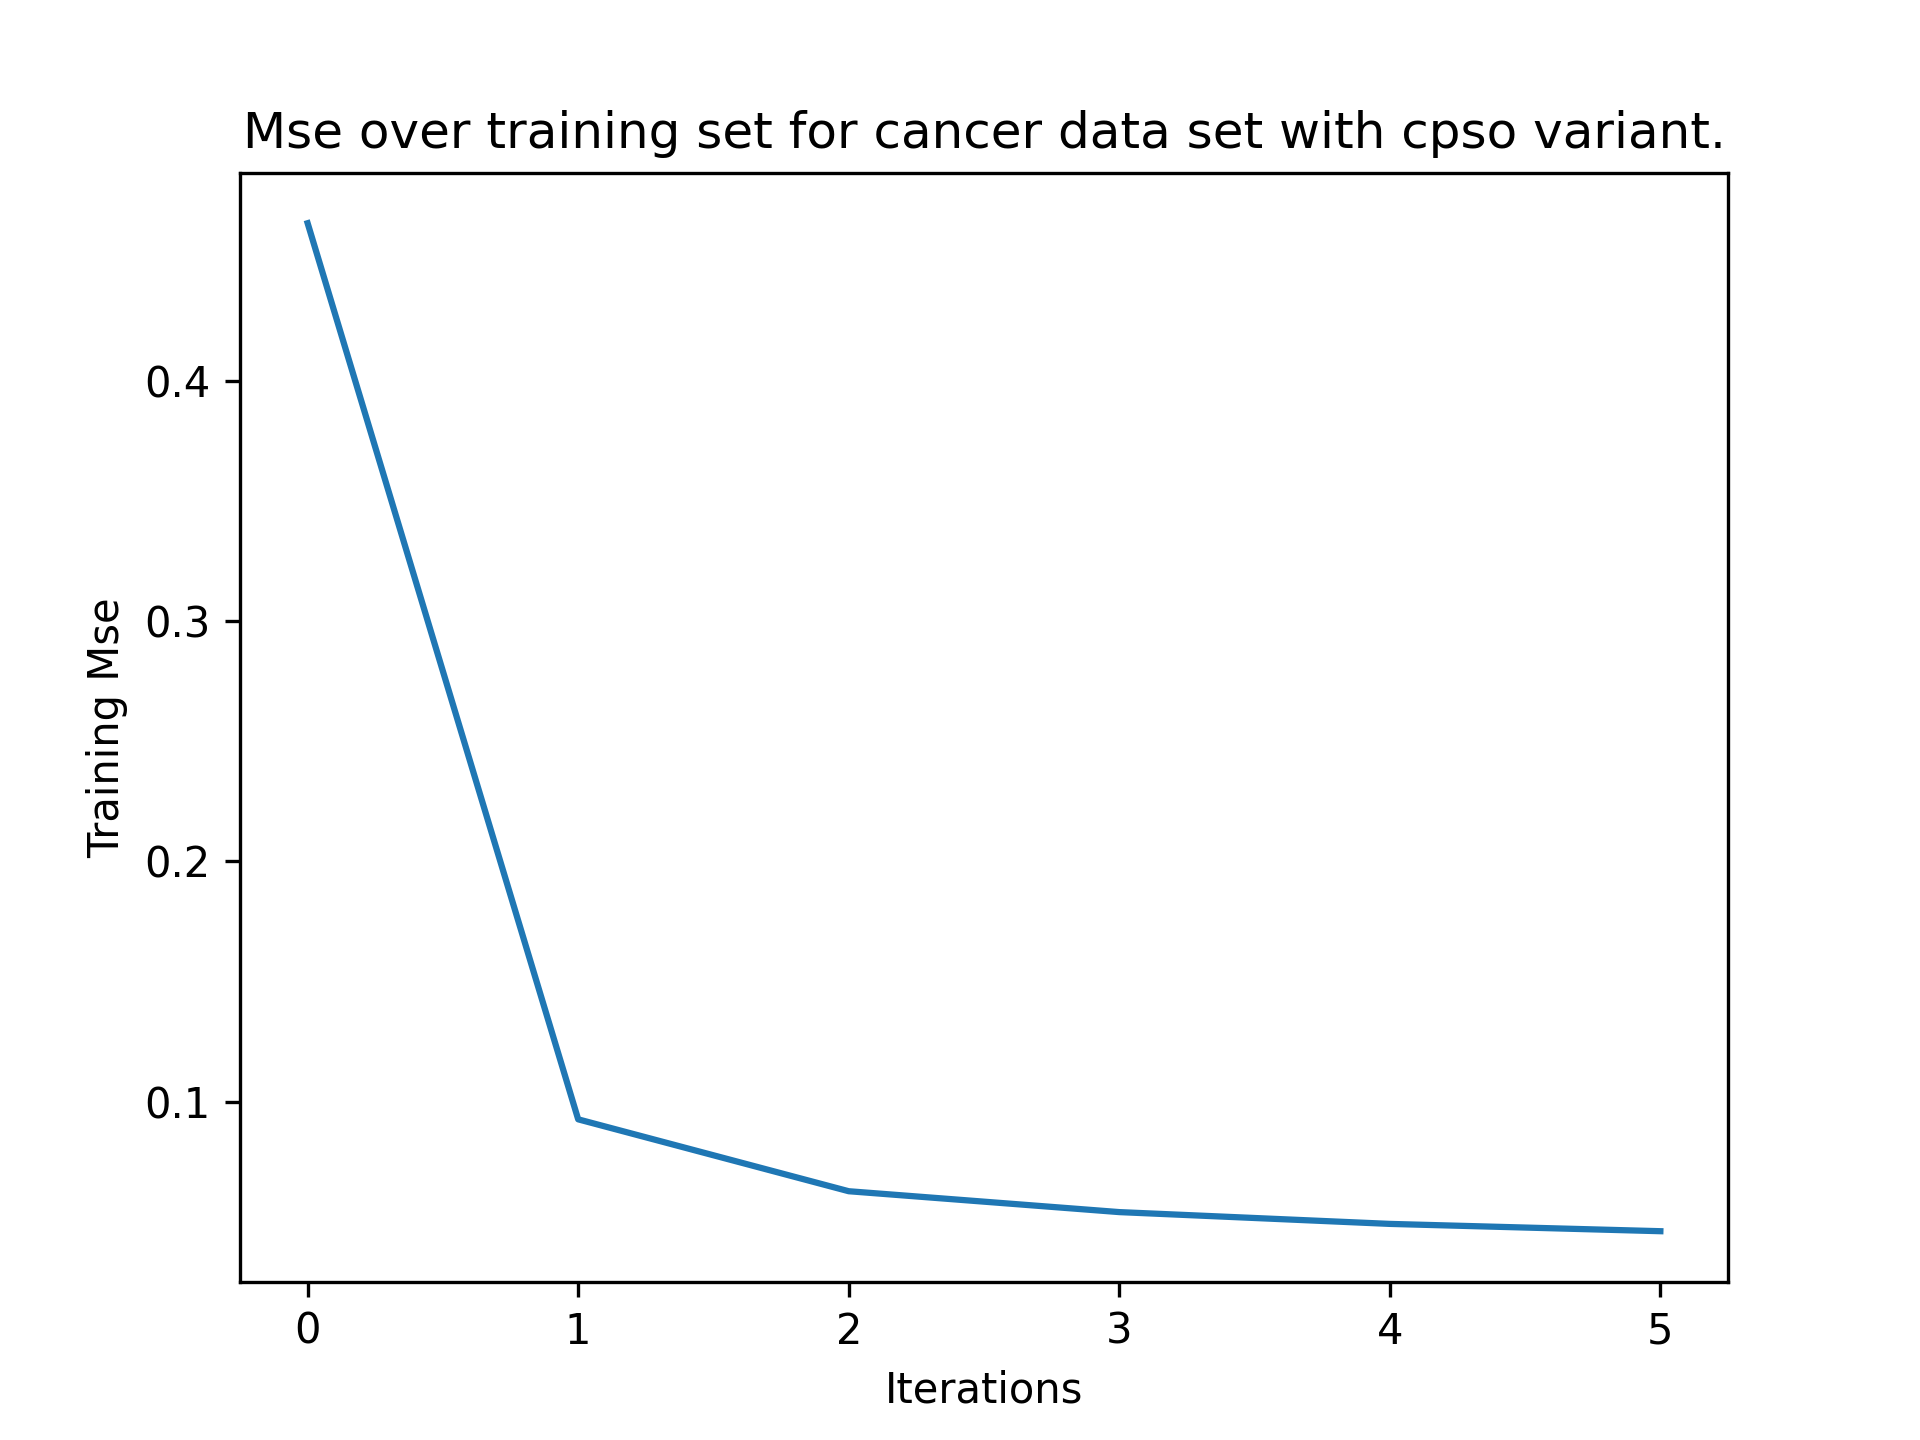 Mse over training set for cancer data set with cpso variant.
Training Mse
0.4
0.3
0.2
0.1
0 1 2 3 4 5
Iterations